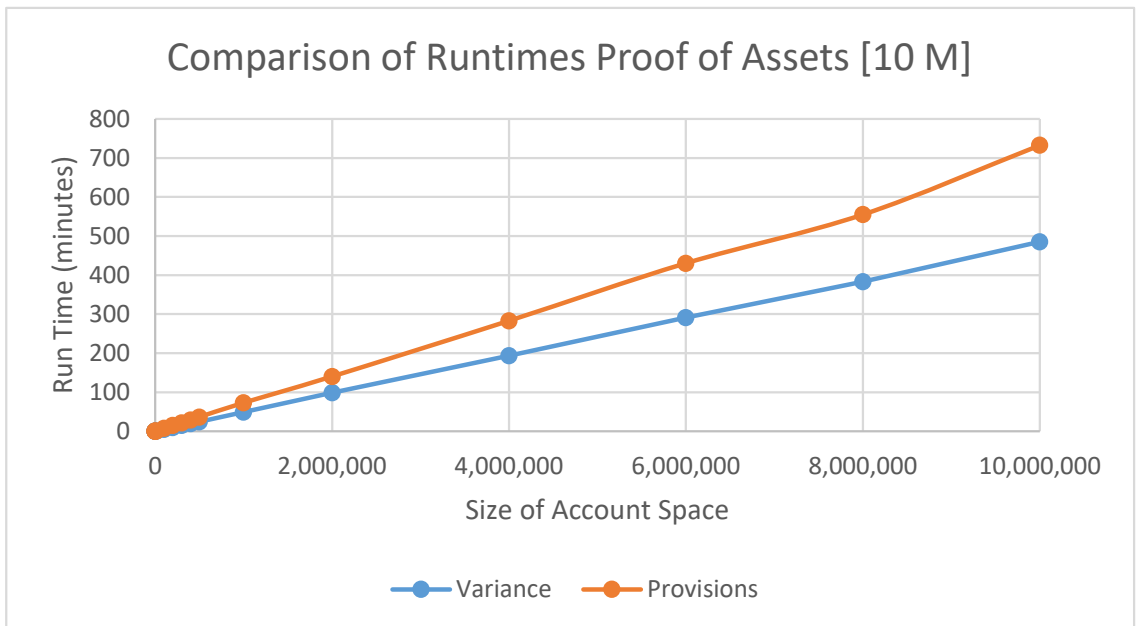 Comparison of Runtimes Proof of Assets [10 M]
Run Time (minutes)
800
700
600
500
400
300
200
100
0
0 2,000,000 4,000,000 6,000,000 8,000,000 10,000,000
Size of Account Space
Variance Provisions